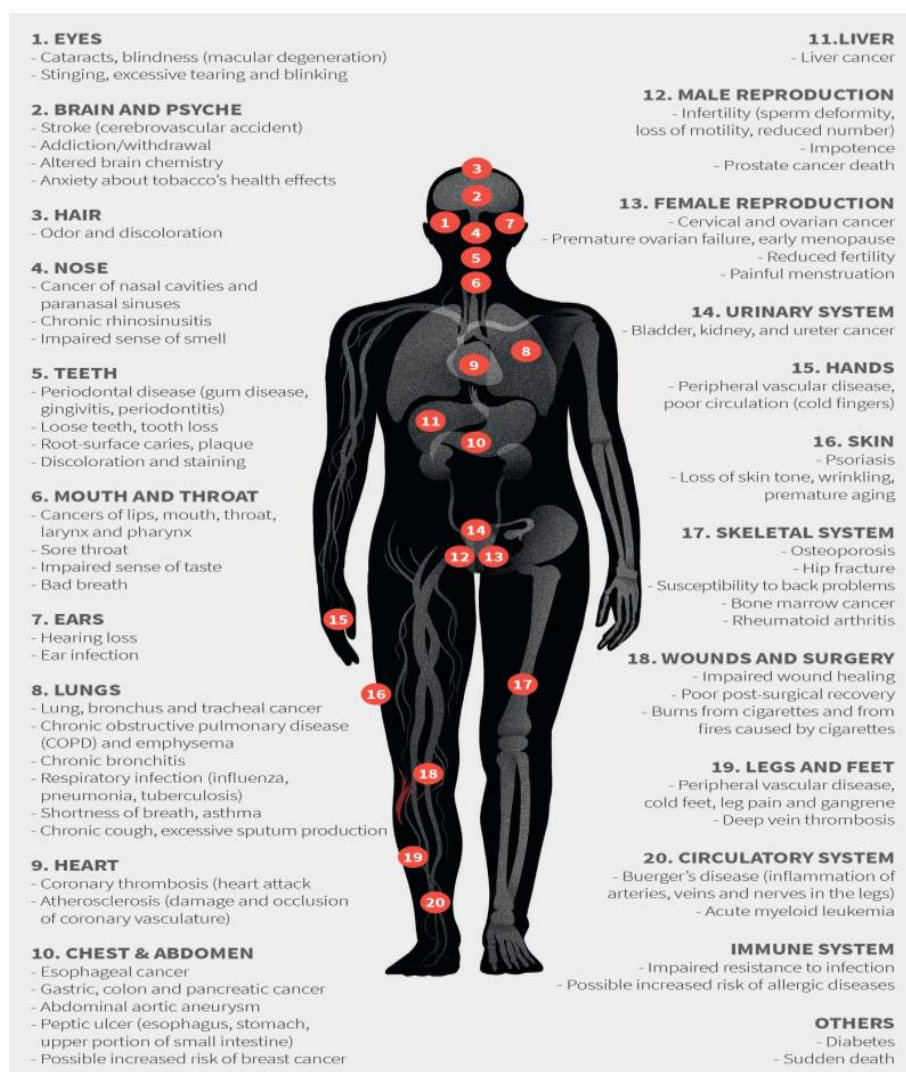 1. EYES
- Cataracts, blindness (macular degeneration)
- Stinging, excessive tearing and blinking
2. BRAIN AND PSYCHE
- Stroke (cerebrovascular accident)
- Addiction/withdrawal
- Altered brain chemistry
- Anxiety about tobacco's health effects
3. HAIR
- Odor and discoloration
4. NOSE
- Cancer of nasal cavities and
paranasal sinuses
- Chronic rhinosinusitis
- Impaired sense of smell
5. TEETH
- Periodontal disease (gum disease,
gingivitis, periodontitis)
- Loose teeth, tooth loss
- Root-surface caries, plaque
- Discoloration and staining
6. MOUTH AND THROAT
- Cancers of lips, mouth, throat,
larynx and pharynx
- Sore throat
- Impaired sense of taste
- Bad breath
7. EARS
- Hearing loss
- Ear infection
8. LUNGS
- Lung, bronchus and tracheal cancer
- Chronic obstructive pulmonary disease
(COPD) and emphysema
- Chronic bronchitis
- Respiratory infection (influenza,
pneumonia, tuberculosis)
- Shortness of breath, asthma
- Chronic cough, excessive sputum production
9. HEART
- Coronary thrombosis (heart attack
- Atherosclerosis (damage and occlusion
of coronary vasculature)
10. CHEST & ABDOMEN
- Esophageal cancer
- Gastric, colon and pancreatic cancer
- Abdominal aortic aneurysm
- Peptic ulcer (esophagus, stomach,
upper portion of small intestine)
- Possible increased risk of breast cancer
3
2
1
7
4
5
6
8
9
11
10
14
12
13
15
16
17
18
19
20
11.LIVER
- Liver cancer
12. MALE REPRODUCTION
- Infertility (sperm deformity,
loss of motility, reduced number)
- Impotence
- Prostate cancer death
13. FEMALE REPRODUCTION
- Cervical and ovarian cancer
- Premature ovarian failure, early menopause
- Reduced fertility
- Painful menstruation
14. URINARY SYSTEM
- Bladder, kidney, and ureter cancer
15. HANDS
- Peripheral vascular disease,
poor circulation (cold fingers)
16. SKIN
- Psoriasis
- Loss of skin tone, wrinkling,
premature aging
17. SKELETAL SYSTEM
- Osteoporosis
- Hip fracture
- Susceptibility to back problems
- Bone marrow cancer
- Rheumatoid arthritis
18. WOUNDS AND SURGERY
- Impaired wound healing
- Poor post-surgical recovery
- Burns from cigarettes and from
fires caused by cigarettes
19. LEGS AND FEET
- Peripheral vascular disease,
cold feet, leg pain and gangrene
- Deep vein thrombosis
20. CIRCULATORY SYSTEM
- Buerger's disease (inflammation of
arteries, veins and nerves in the legs)
- Acute myeloid leukemia
IMMUNE SYSTEM
- Impaired resistance to infection
- Possible increased risk of allergic diseases
OTHERS
- Diabetes
- Sudden death